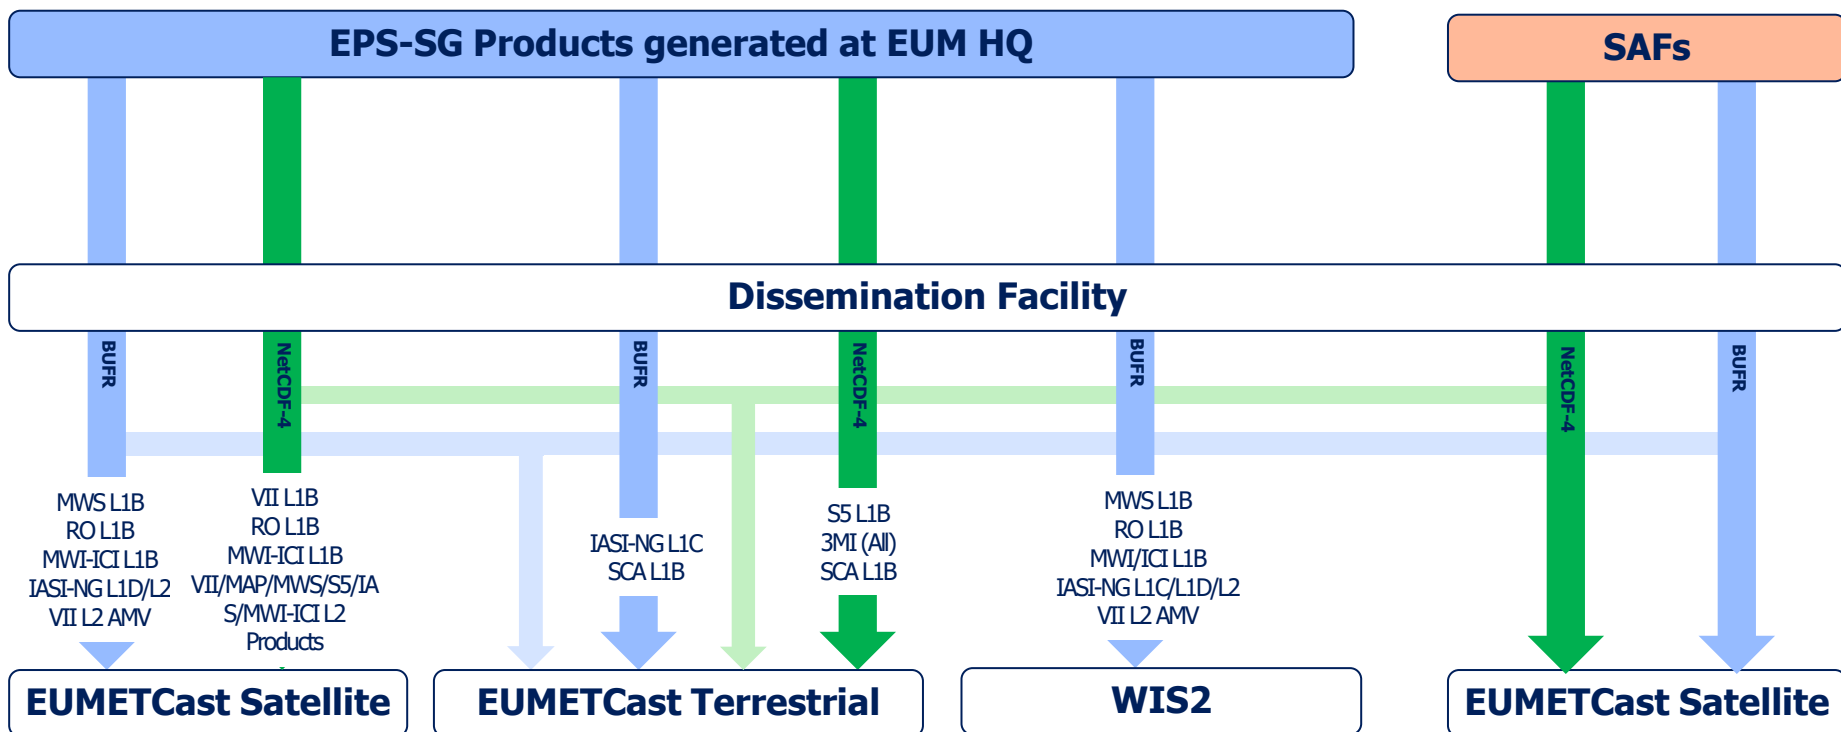 EPS-SG Products generated at EUM HQ
SAFs
Dissemination Facility
BUFR
NetCDF-4
BUFR
NetCDF-4
BUFR
NetCDF-4
BUFR
MWS L1B
RO L1B
MWI-ICI L1B
IASI-NG L1D/L2
VII L2 AMV
VII L1B
RO L1B
MWI-ICI L1B
VII/MAP/MWS/S5/IA
S/MWI-ICI L2
Products
IASI-NG L1C
SCA L1B
S5 L1B
3MI (All)
SCA L1B
MWS L1B
RO L1B
MWI/ICI L1B
IASI-NG L1C/L1D/L2
VII L2 AMV
EUMETCast Satellite
EUMETCast Terrestrial
WIS2
EUMETCast Satellite